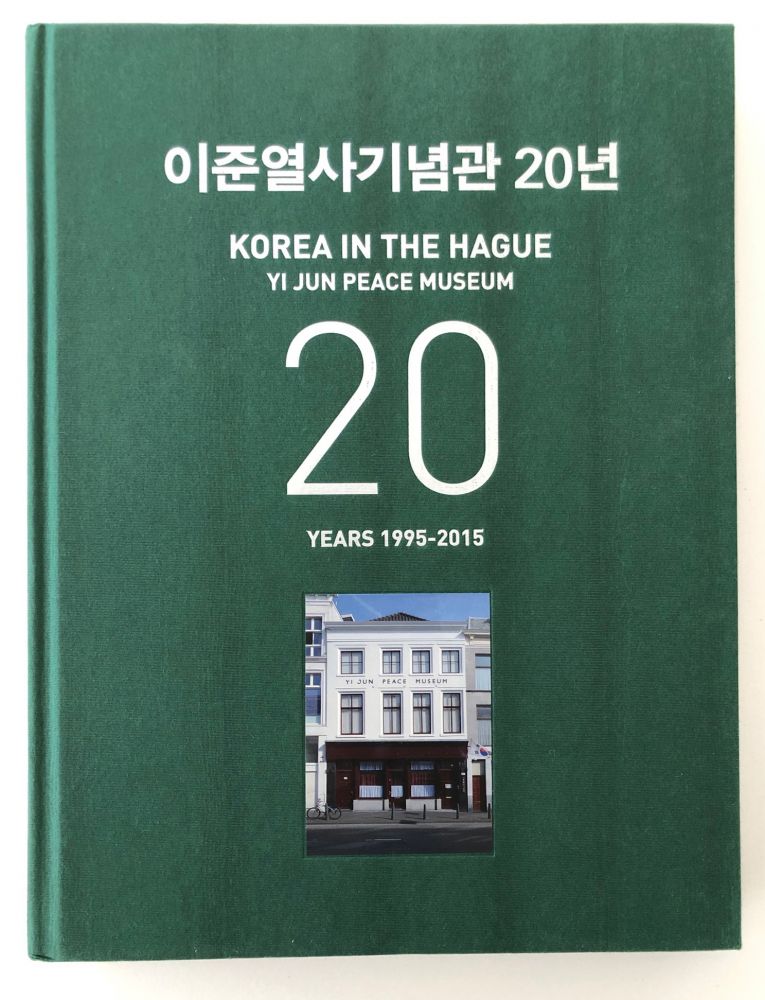 이준열사기념관 20년
KOREA IN THE HAGUE
YI JUN PEACE MUSEUM
20
YEARS 1995-2015
YI JUN PEACE MUSEUM